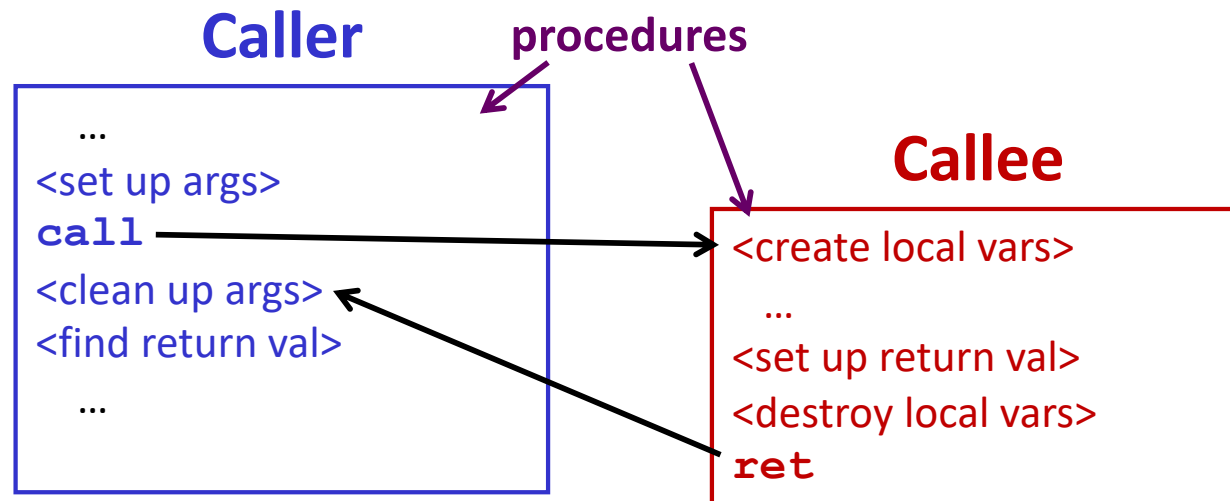 Caller
procedures
...
<set up args>
call
<clean up args>
<find return val>
...
Callee
<create local vars>
...
<set up return val>
<destroy local vars>
ret